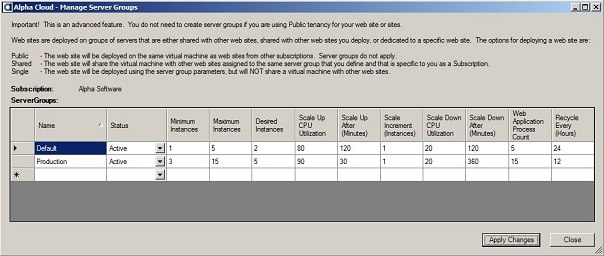 Alpha Cloud - Manage Server Groups
Important! This is an advanced feature. You do not need to create server groups if you are using Public tenancy for your web site or sites.
Web sites are deployed on groups of servers that are either shared with other web sites, shared with other web sites you deploy, or dedicated to a specific web site. The options for deploying a web site are:
Public - The web site will be deployed on the same virtual machine as web sites from other subscriptions. Server groups do not apply.
Shared - The web site will share the virtual machine with other web sites assigned to the same server group that you define and that is specific to you as a Subscription.
Single - The web site will be deployed using the server group parameters, but will NOT share a virtual machine with other web sites.
Subscription: Alpha Software
ServerGroups:
Name Status Minimum Instances Maximum Instances Desired Instances Scale Up CPU Utilization Scale Up After (Minutes) Scale Increment (Instances) Scale Down CPU Utilization Scale Down After (Minutes) Web Application Process Count Recycle Every (Hours)
Default Active 1 5 2 80 120 1 20 120 5 24
Production Active 3 15 5 90 30 1 20 360 15 12
Apply Changes Close